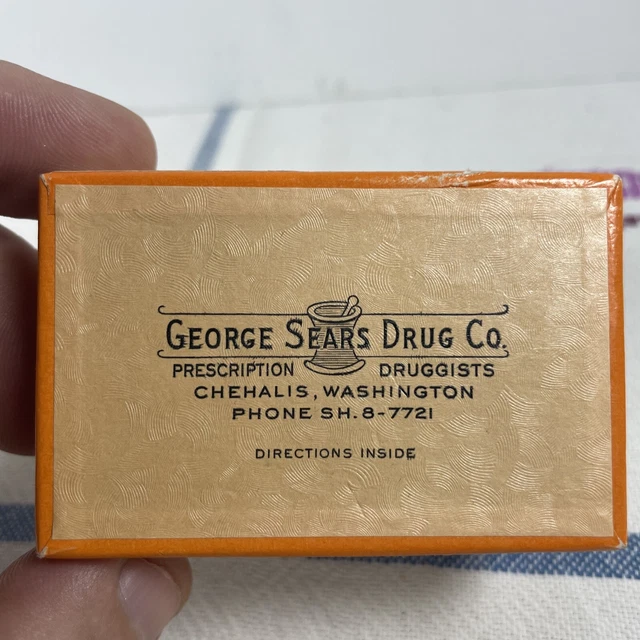 GEORGE SEARS DRUG CO.
PRESCRIPTION DRUGGISTS
CHEHALIS, WASHINGTON
PHONE SH. 8-7721
DIRECTIONS INSIDE